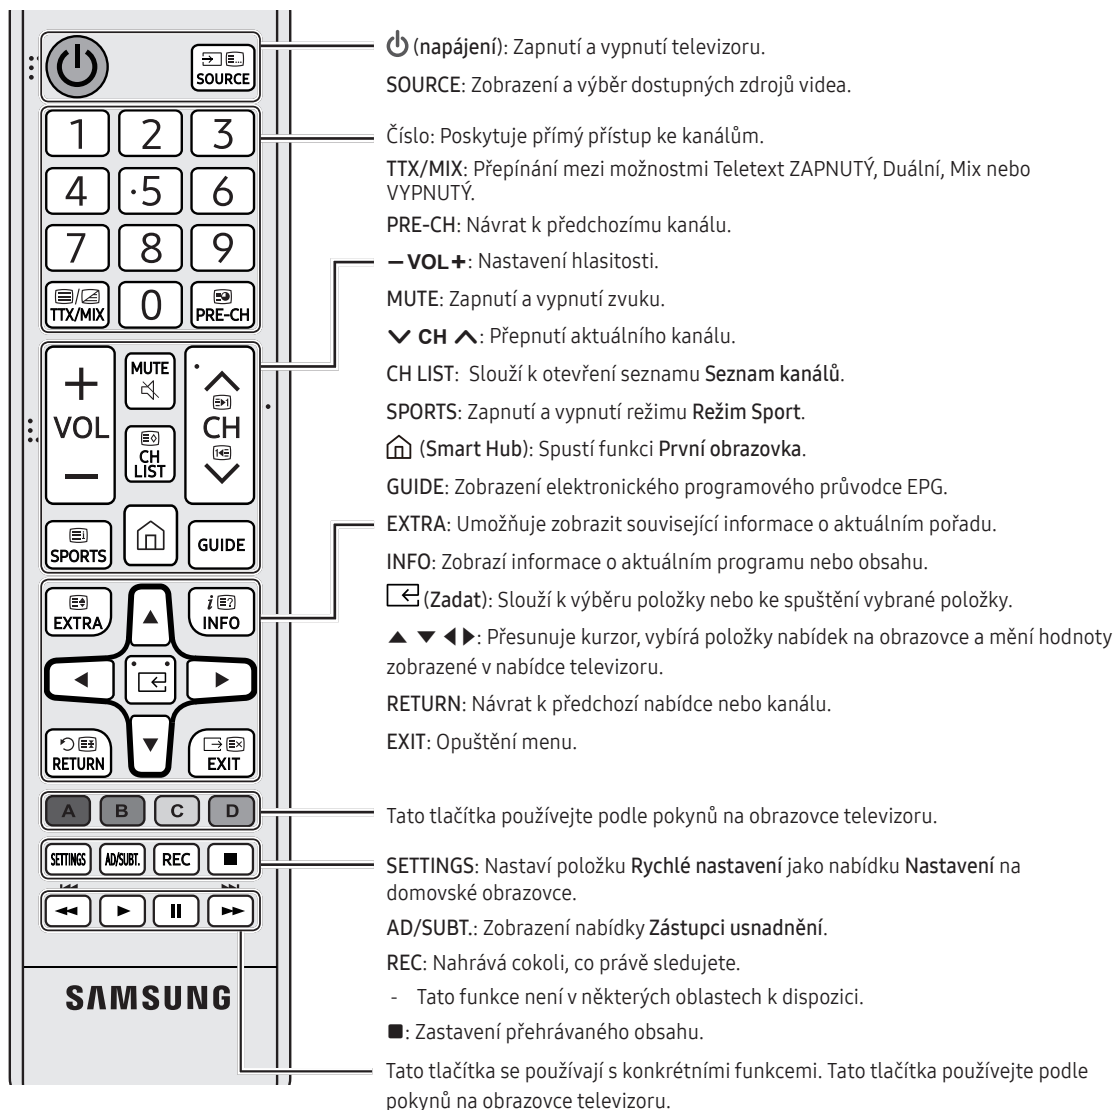 SOURCE
1 2 3
4 ·5 6
7 8 9
TTX/MIX 0 PRE-CH
MUTE
VOL
CH
CH
LIST
SPORTS
GUIDE
EXTRA
INFO
RETURN
EXIT
A B C D
SETTINGS AD/SUBT. REC
SAMSUNG
(napájení): Zapnutí a vypnutí televizoru.
SOURCE: Zobrazení a výběr dostupných zdrojů videa.
Číslo: Poskytuje přímý přístup ke kanálům.
TTX/MIX: Přepínání mezi možnostmi Teletext ZAPNUTÝ, Duální, Mix nebo
VYPNUTÝ.
PRE-CH: Návrat k předchozímu kanálu.
– VOL +: Nastavení hlasitosti.
MUTE: Zapnutí a vypnutí zvuku.
CH : Přepnutí aktuálního kanálu.
CH LIST: Slouží k otevření seznamu Seznam kanálů.
SPORTS: Zapnutí a vypnutí režimu Režim Sport.
(Smart Hub): Spustí funkci První obrazovka.
GUIDE: Zobrazení elektronického programového průvodce EPG.
EXTRA: Umožňuje zobrazit související informace o aktuálním pořadu.
INFO: Zobrazí informace o aktuálním programu nebo obsahu.
(Zadat): Slouží k výběru položky nebo ke spuštění vybrané položky.
▲ ▼ ◀ ▶: Přesunuje kurzor, vybírá položky nabídek na obrazovce a mění hodnoty
zobrazené v nabídce televizoru.
RETURN: Návrat k předchozí nabídce nebo kanálu.
EXIT: Opuštění menu.
Tato tlačítka používejte podle pokynů na obrazovce televizoru.
SETTINGS: Nastaví položku Rychlé nastavení jako nabídku Nastavení na
domovské obrazovce.
AD/SUBT.: Zobrazení nabídky Zástupci usnadnění.
REC: Nahrává cokoli, co právě sledujete.
- Tato funkce není v některých oblastech k dispozici.
■: Zastavení přehrávaného obsahu.
Tato tlačítka se používají s konkrétními funkcemi. Tato tlačítka používejte podle
pokynů na obrazovce televizoru.